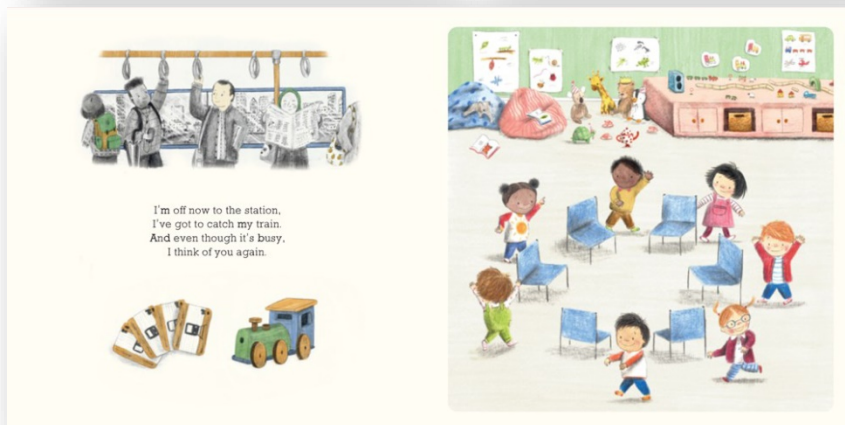 I'm off now to the station,
I've got to catch my train.
And even though it's busy,
I think of you again.